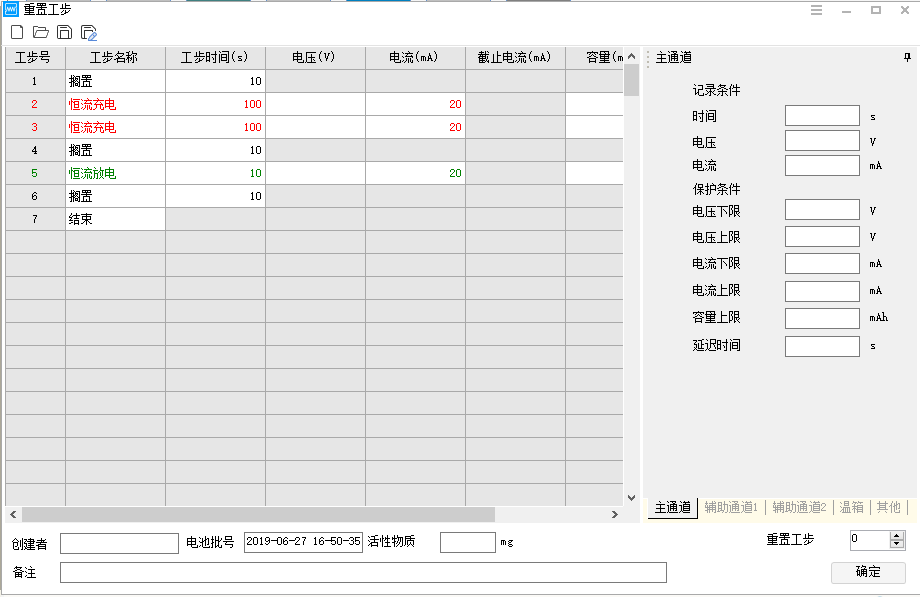 重置工步
工步号 工步名称 工步时间(s) 电压(V) 电流(mA) 截止电流(mA) 容量(m
1 搁置 10
2 恒流充电 100 20
3 恒流充电 100 20
4 搁置 10
5 恒流放电 10 20
6 搁置 10
7 结束
主通道
记录条件
时间 s
电压 V
电流 mA
保护条件
电压下限 V
电压上限 V
电流下限 mA
电流上限 mA
容量上限 mAh
延迟时间 s
主通道 辅助通道1 辅助通道2 温箱 其他
创建者 电池批号 2019-06-27 16-50-35 活性物质 mg 重置工步 0
备注 确定